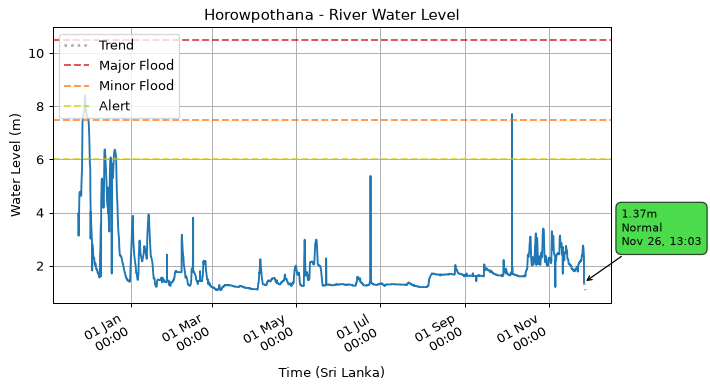 Horowpothana - River Water Level
Trend
Major Flood
Minor Flood
Alert
10
8
6
4
2
Water Level (m)
1.37m
Normal
Nov 26, 13:03
01 Jan
00:00
01 Mar
00:00
01 May
00:00
01 Jul
00:00
01 Sep
00:00
01 Nov
00:00
Time (Sri Lanka)